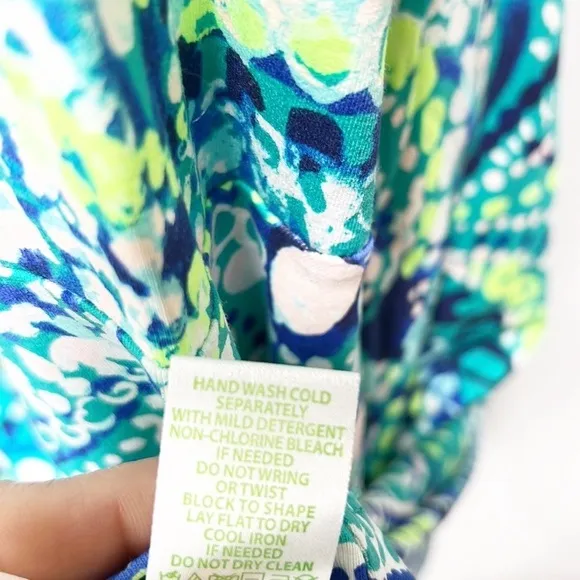 HAND WASH COLD
SEPARATELY
WITH MILD DETERGENT
NON-CHLORINE BLEACH
IF NEEDED
DO NOT WRING
OR TWIST
BLOCK TO SHAPE
LAY FLAT TO DRY
COOL IRON
IF NEEDED
DO NOT DRY CLEAN